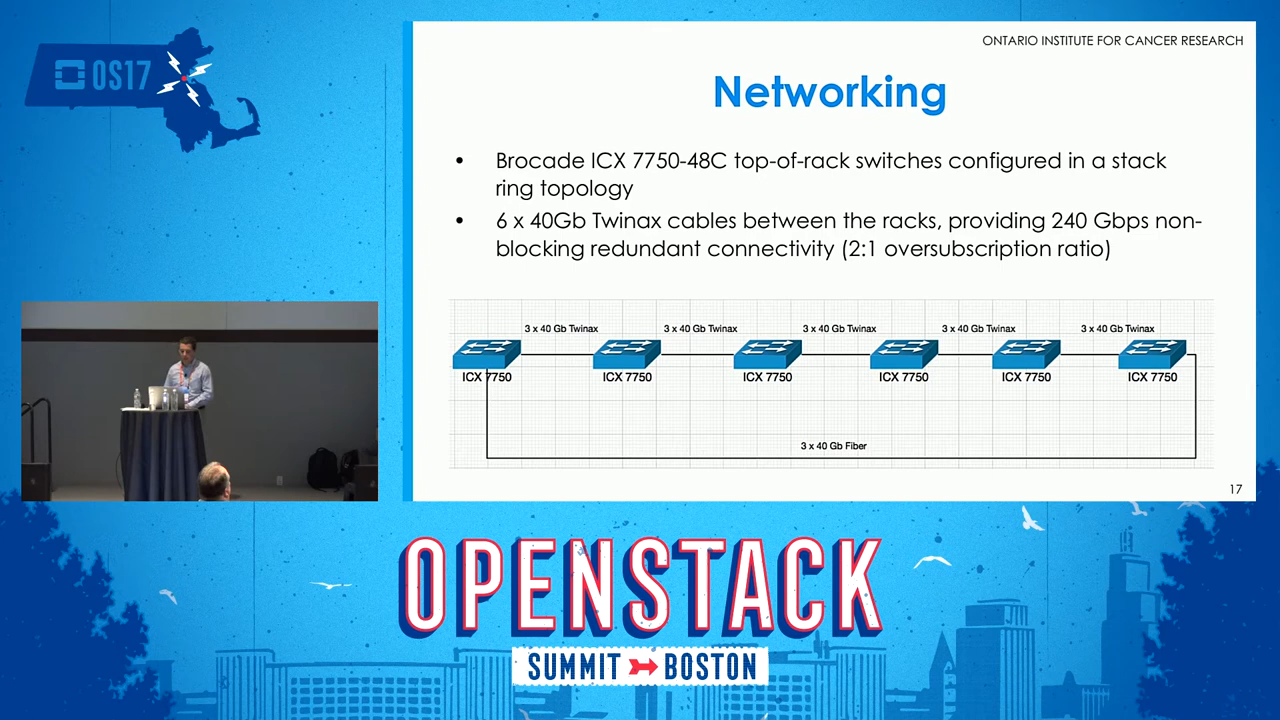 OS17
ONTARIO INSTITUTE FOR CANCER RESEARCH
Networking
• Brocade ICX 7750-48C top-of-rack switches configured in a stack
ring topology
• 6 x 40Gb Twinax cables between the racks, providing 240 Gbps non-
blocking redundant connectivity (2:1 oversubscription ratio)
3 x 40 Gb Twinax 3 x 40 Gb Twinax 3 x 40 Gb Twinax 3 x 40 Gb Twinax 3 x 40 Gb Twinax
ICX 7750 ICX 7750 ICX 7750 ICX 7750 ICX 7750 ICX 7750
3 x 40 Gb Fiber
17
OPENSTACK
SUMMIT BOSTON